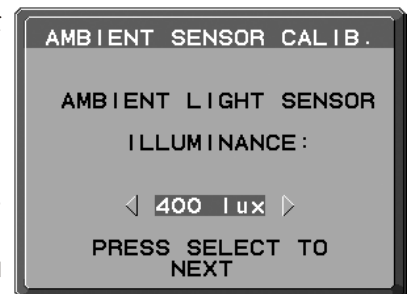 AMBIENT SENSOR CALIB.
AMBIENT LIGHT SENSOR
ILLUMINANCE:
400 lux
PRESS SELECT TO
NEXT